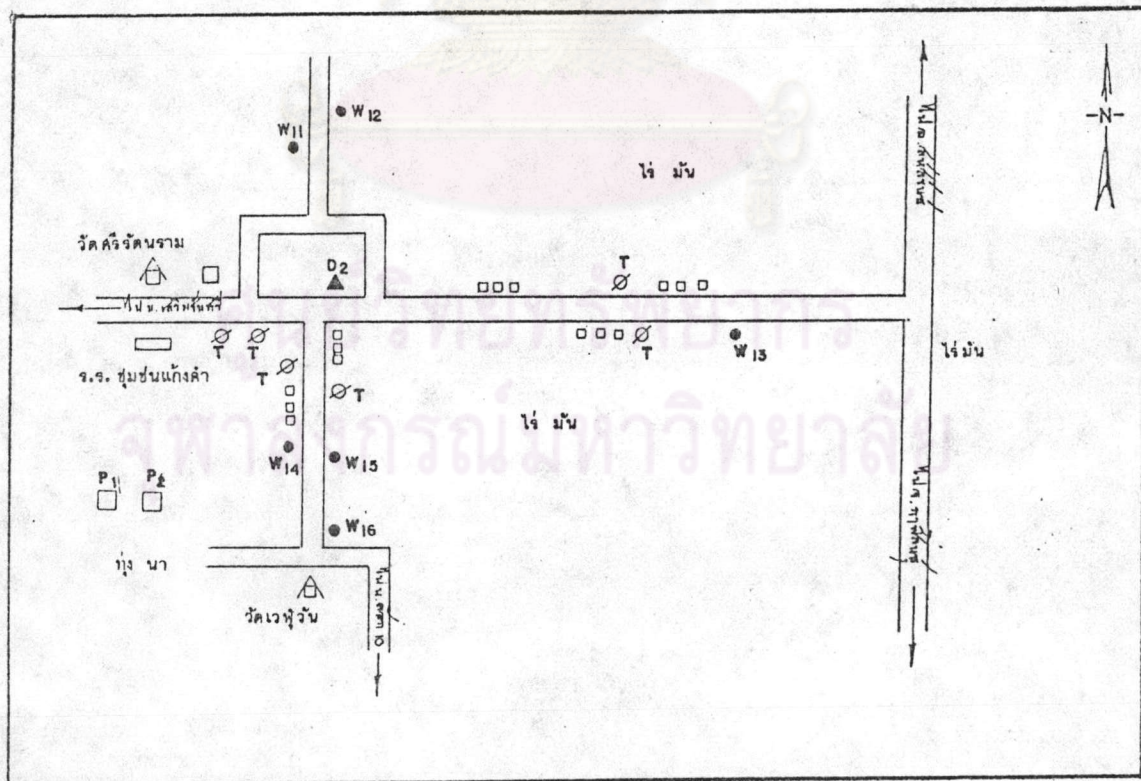 W12
W11
-N-
ไร่ มัน
วัดศรีรัตนราม
D2
T
T T
T
W13
ไร่มัน
ร.ร. ชุมชนแก้งคำ
T
T
ไร่ มัน
ศูนย์วิทยทรัพยากร
จุฬาลงกรณ์มหาวิทยาลัย
W14
W15
P1
P2
W16
ทุ่ง นา
วัดเวฬุวัน